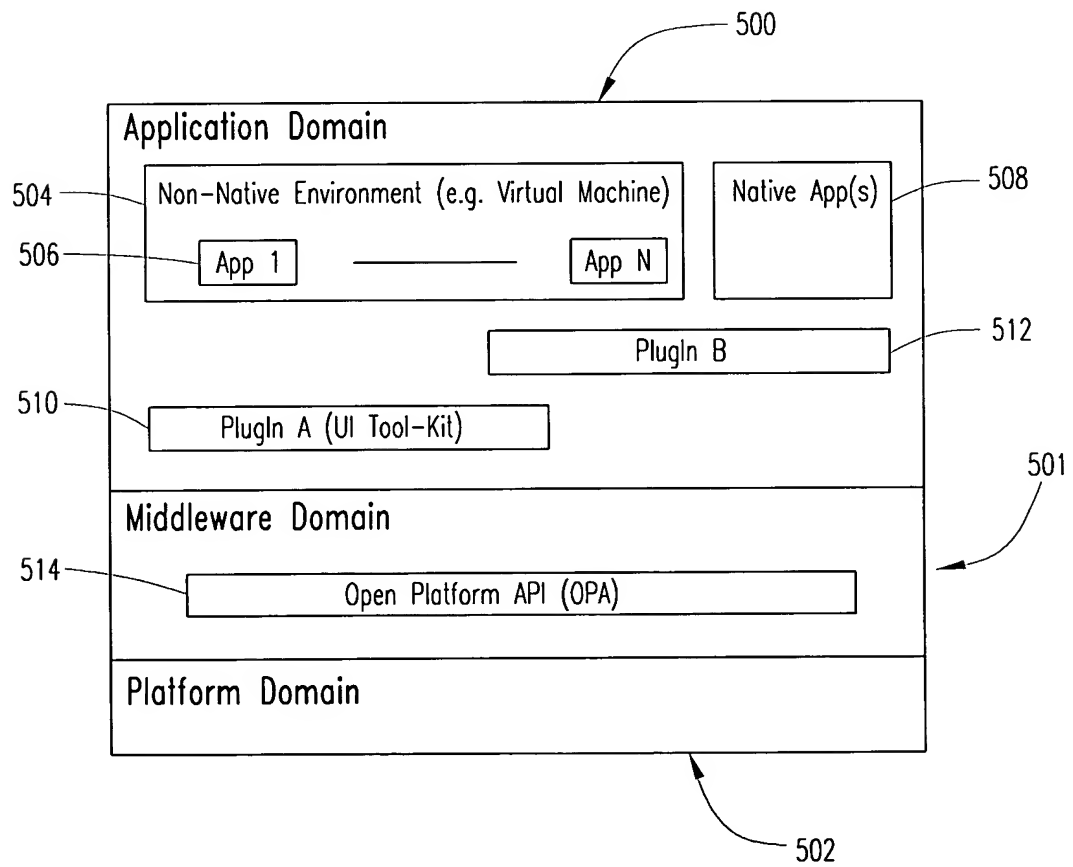 500
Application Domain
504
Non-Native Environment (e.g. Virtual Machine)
Native App(s)
508
506
App 1
App N
PlugIn B
512
510
PlugIn A (UI Tool-Kit)
501
Middleware Domain
514
Open Platform API (OPA)
Platform Domain
502